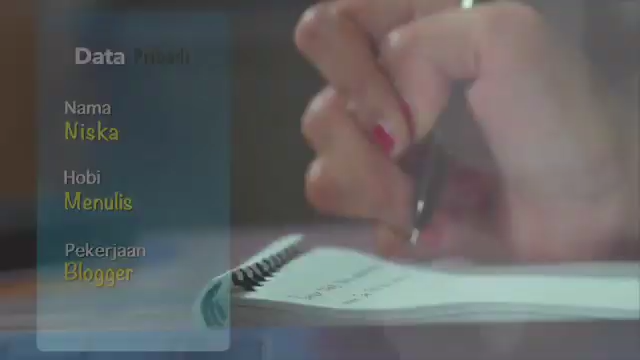 Data Pribadi
Nama
Niska
Hobi
Menulis
Pekerjaan
Blogger